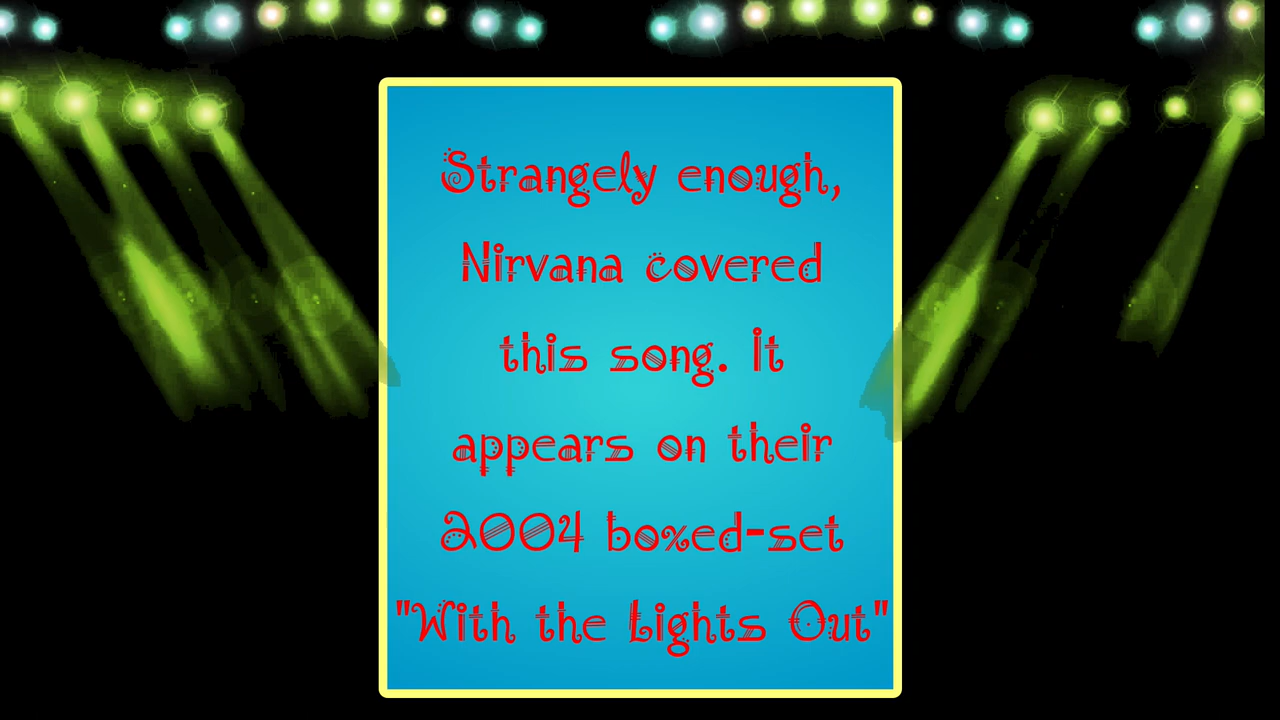 Strangely enough,
Nirvana covered
this song. It
appears on their
2004 boxed-set
"With the Lights Out"